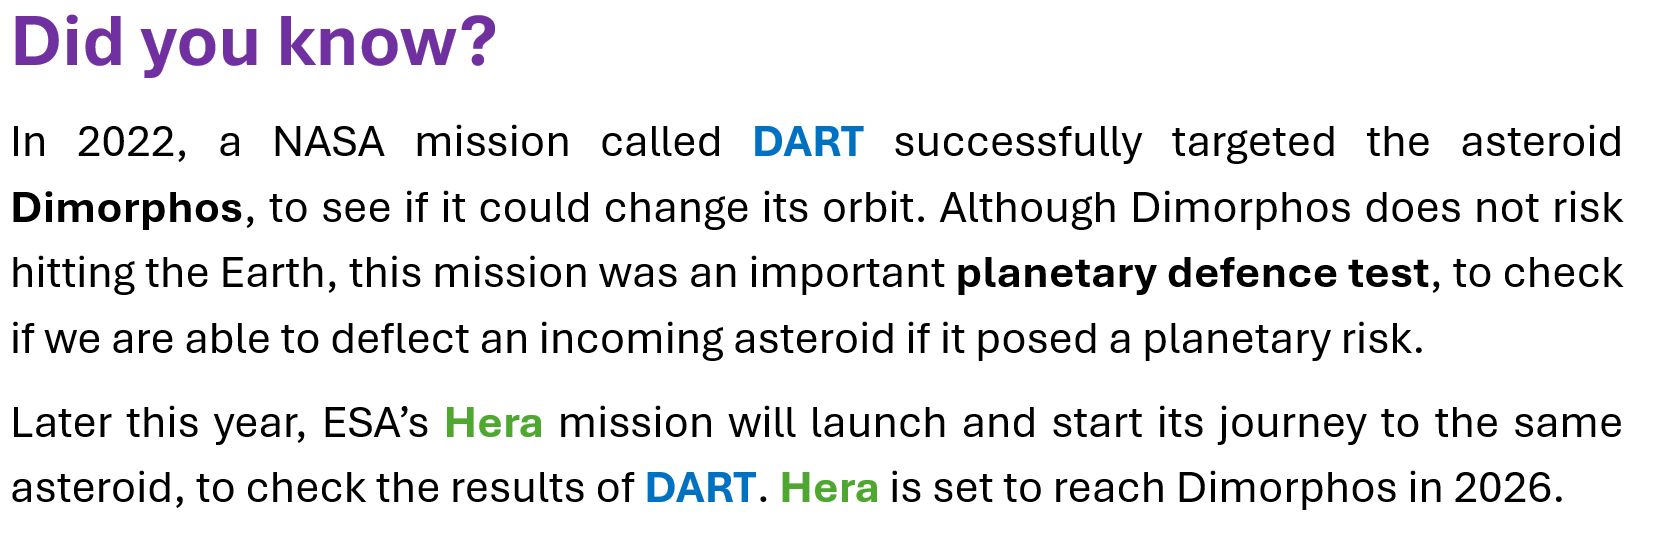 Did you know?
In 2022, a NASA mission called DART successfully targeted the asteroid
Dimorphos, to see if it could change its orbit. Although Dimorphos does not risk
hitting the Earth, this mission was an important planetary defence test, to check
if we are able to deflect an incoming asteroid if it posed a planetary risk.
Later this year, ESA’s Hera mission will launch and start its journey to the same
asteroid, to check the results of DART. Hera is set to reach Dimorphos in 2026.